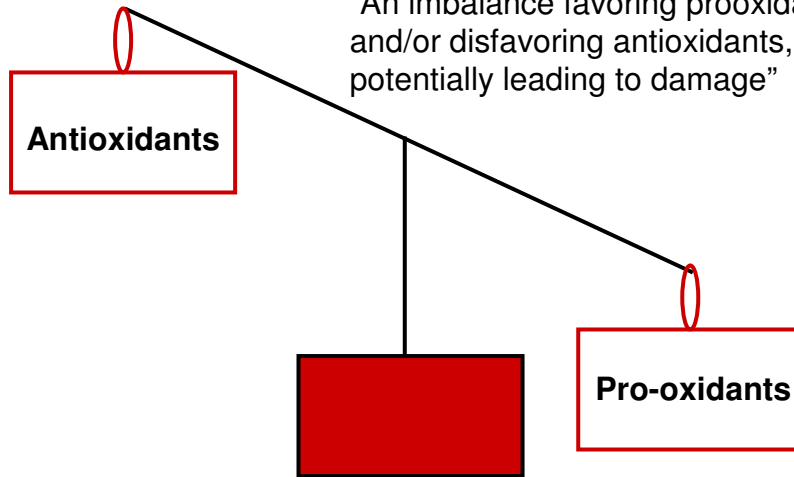 An imbalance favoring
and/or disfavoring antioxidants,
potentially leading to damage”
Antioxidants
Pro-oxidants